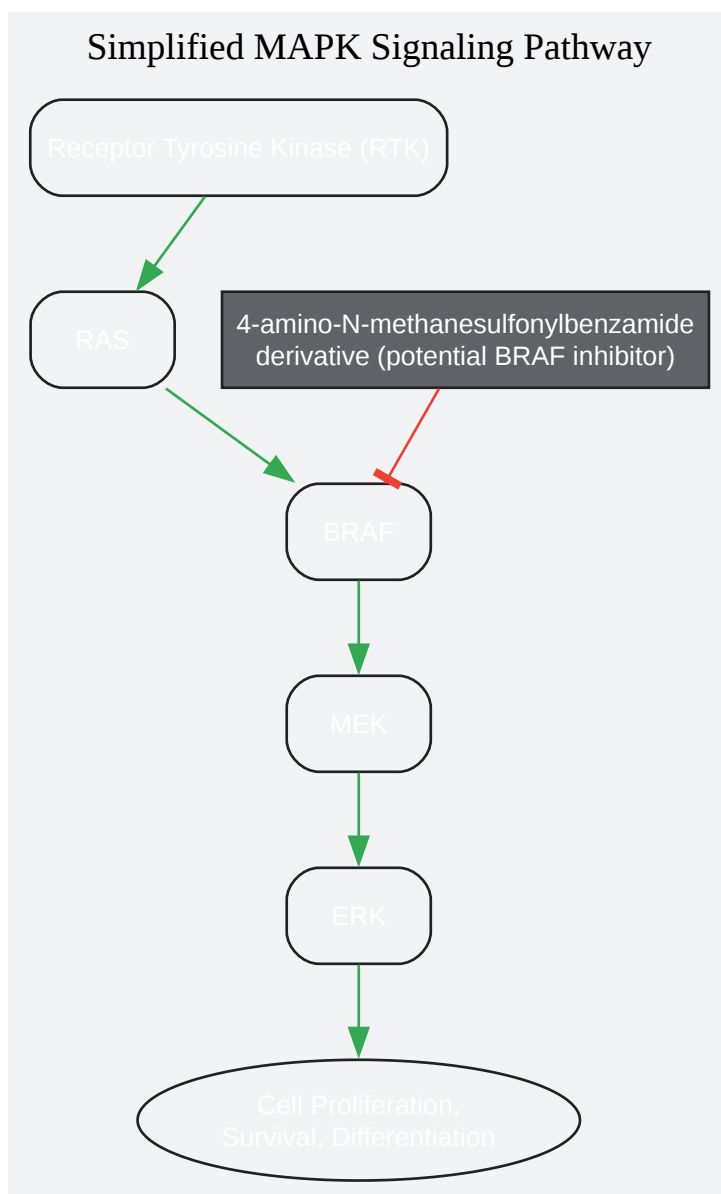 Simplified MAPK Signaling Pathway
Receptor Tyrosine Kinase (RTK)
RAS
4-amino-N-methanesulfonylbenzamide
derivative (potential BRAF inhibitor)
BRAF
MEK
ERK
Cell Proliferation,
Survival, Differentiation